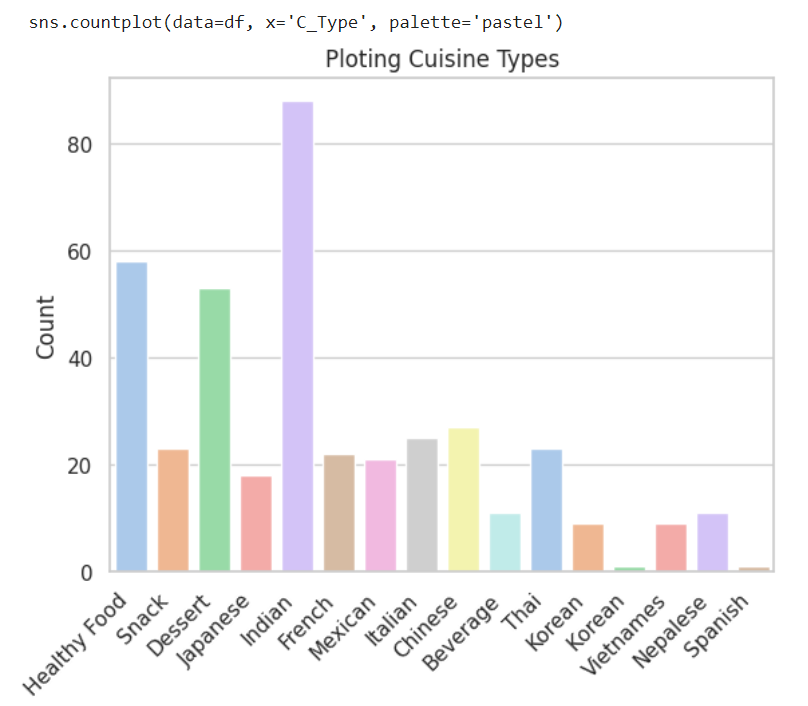 sns.countplot(data=df, x='C_Type', palette='pastel')
Ploting Cuisine Types
Count
80
60
40
20
0
Healthy Food
Snack
Dessert
Japanese
Indian
French
Mexican
Italian
Chinese
Beverage
Thai
Korean
Korean
Vietnames
Nepalese
Spanish